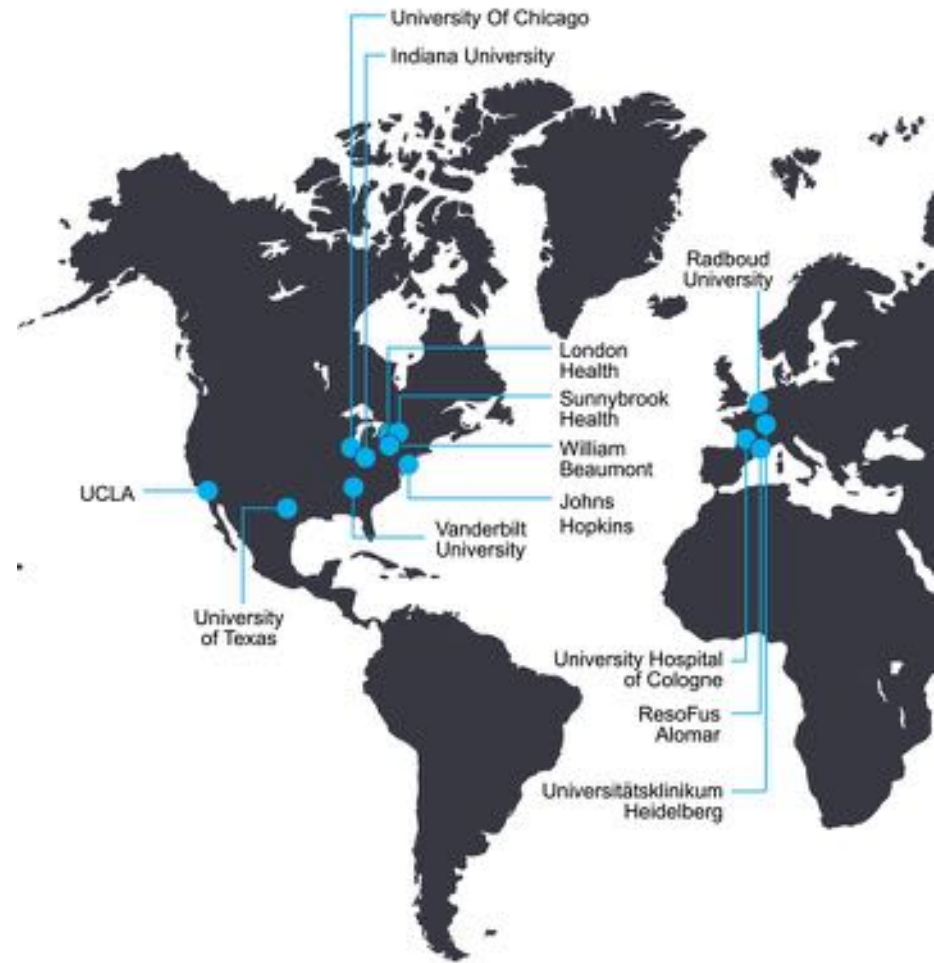 University Of Chicago
Indiana University
Radboud
University
London
Health
Sunnybrook
Health
William
Beaumont
UCLA
Johns
Hopkins
Vanderbilt
University
University
of Texas
University Hospital
of Cologne
ResoFus
Alomar
Universitätsklinikum
Heidelberg